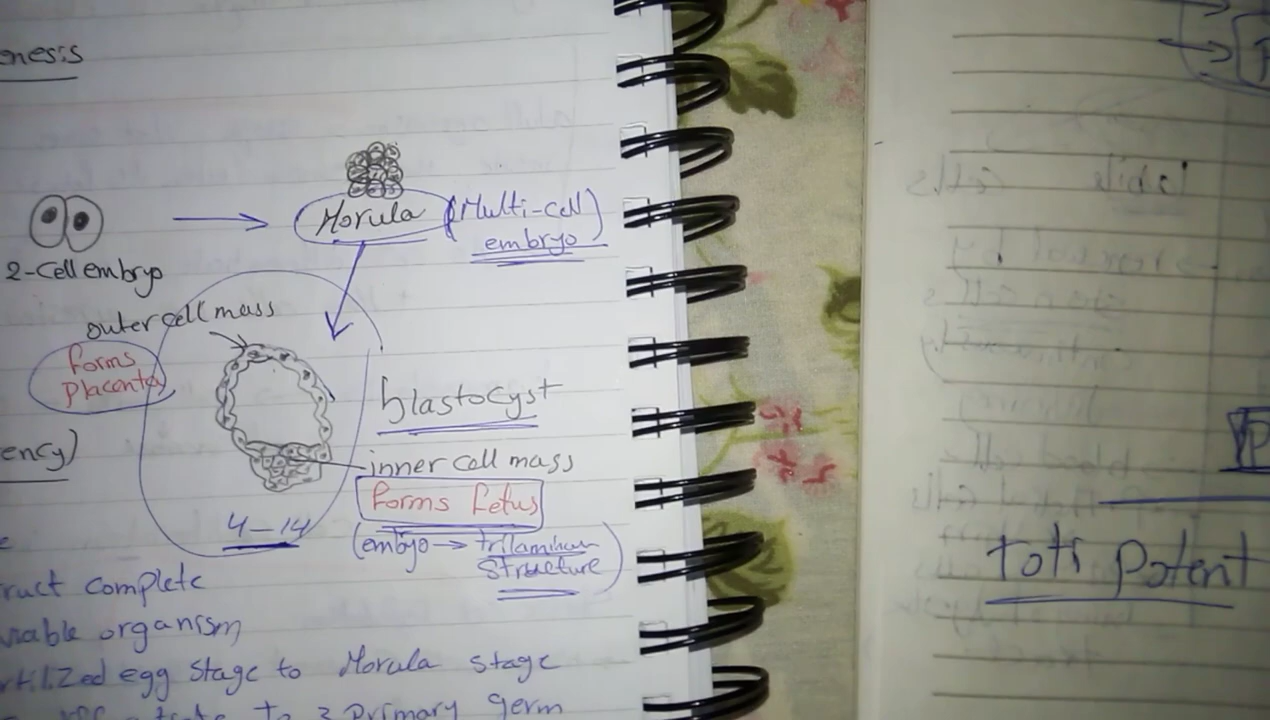 enesis
Morula (Multi-cell)
embryo
2-Cell embryo
outer cell mass
forms
Placenta
blastocyst
ency)
inner cell mass
forms fetus
4-14
(embyo → trilaminar
structure)
ruct complete
organism
rtilized egg stage to Morula stage
to 3 primary germ
toti potent